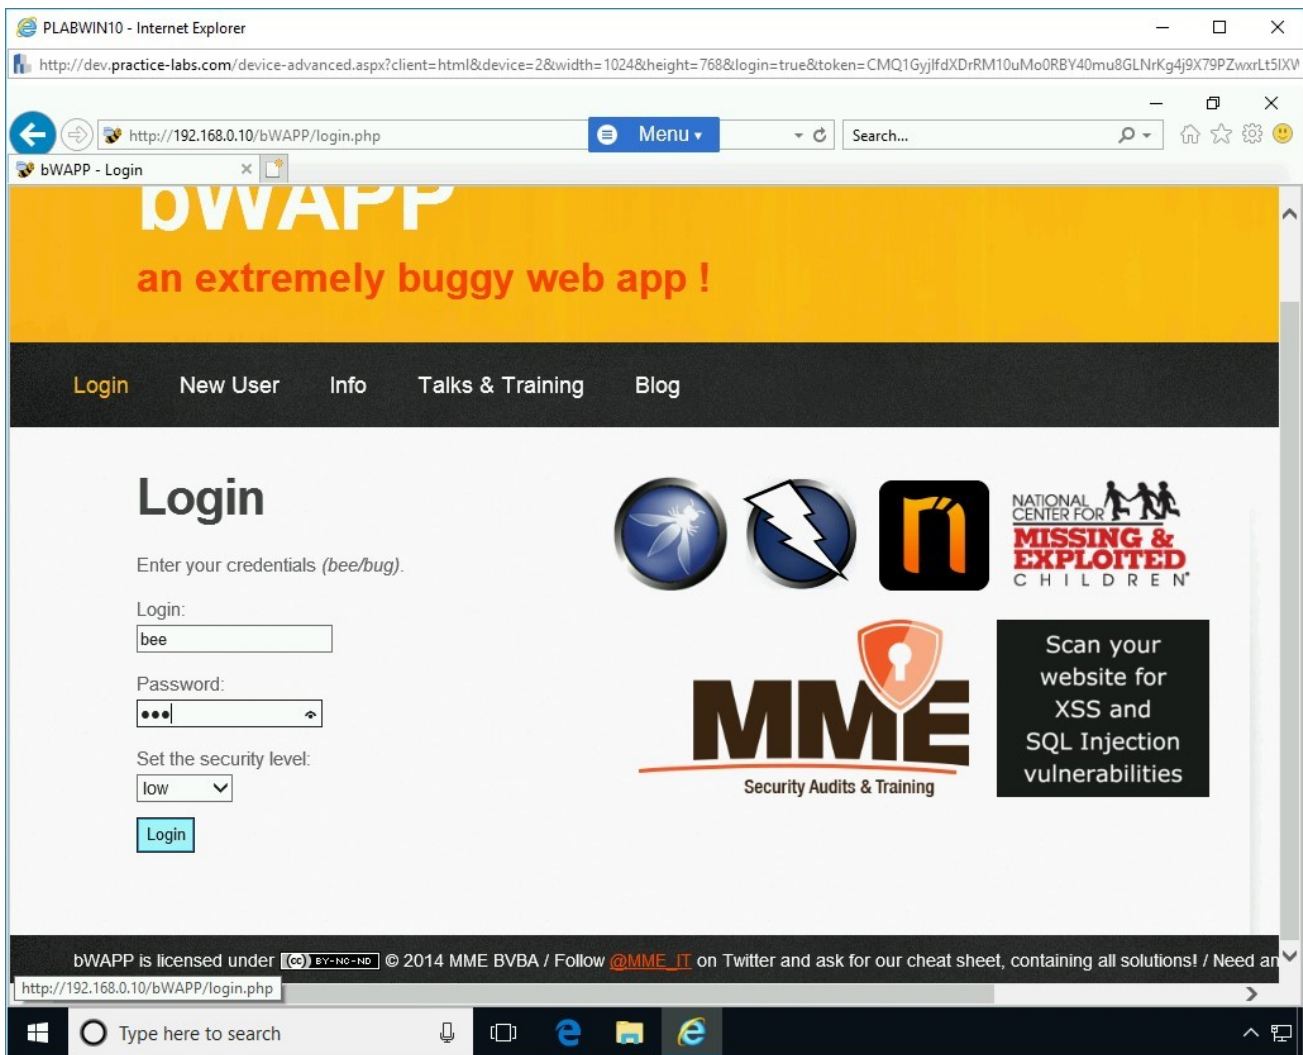 PLABWIN10 - Internet Explorer
http://dev.practice-labs.com/device-advanced.aspx?client=html&device=2&width=1024&height=768&login=true&token=CMQ1GyjlfdXDrRM10uMo0RBY40mu8GLNrKg4j9X79PZwxrLt5lXW
http://192.168.0.10/bWAPP/login.php
Menu
Search...
bWAPP - Login
bWAPP
an extremely buggy web app !
Login New User Info Talks & Training Blog
Login
Enter your credentials (bee/bug).
Login:
bee
Password:
Set the security level:
low
Login
NATIONAL
CENTER FOR
MISSING &
EXPLOITED
CHILDREN
MME
Security Audits & Training
Scan your
website for
XSS and
SQL Injection
vulnerabilities
bWAPP is licensed under (cc) BY-NC-ND © 2014 MME BVBA / Follow @MME_IT on Twitter and ask for our cheat sheet, containing all solutions! / Need an
http://192.168.0.10/bWAPP/login.php
Type here to search